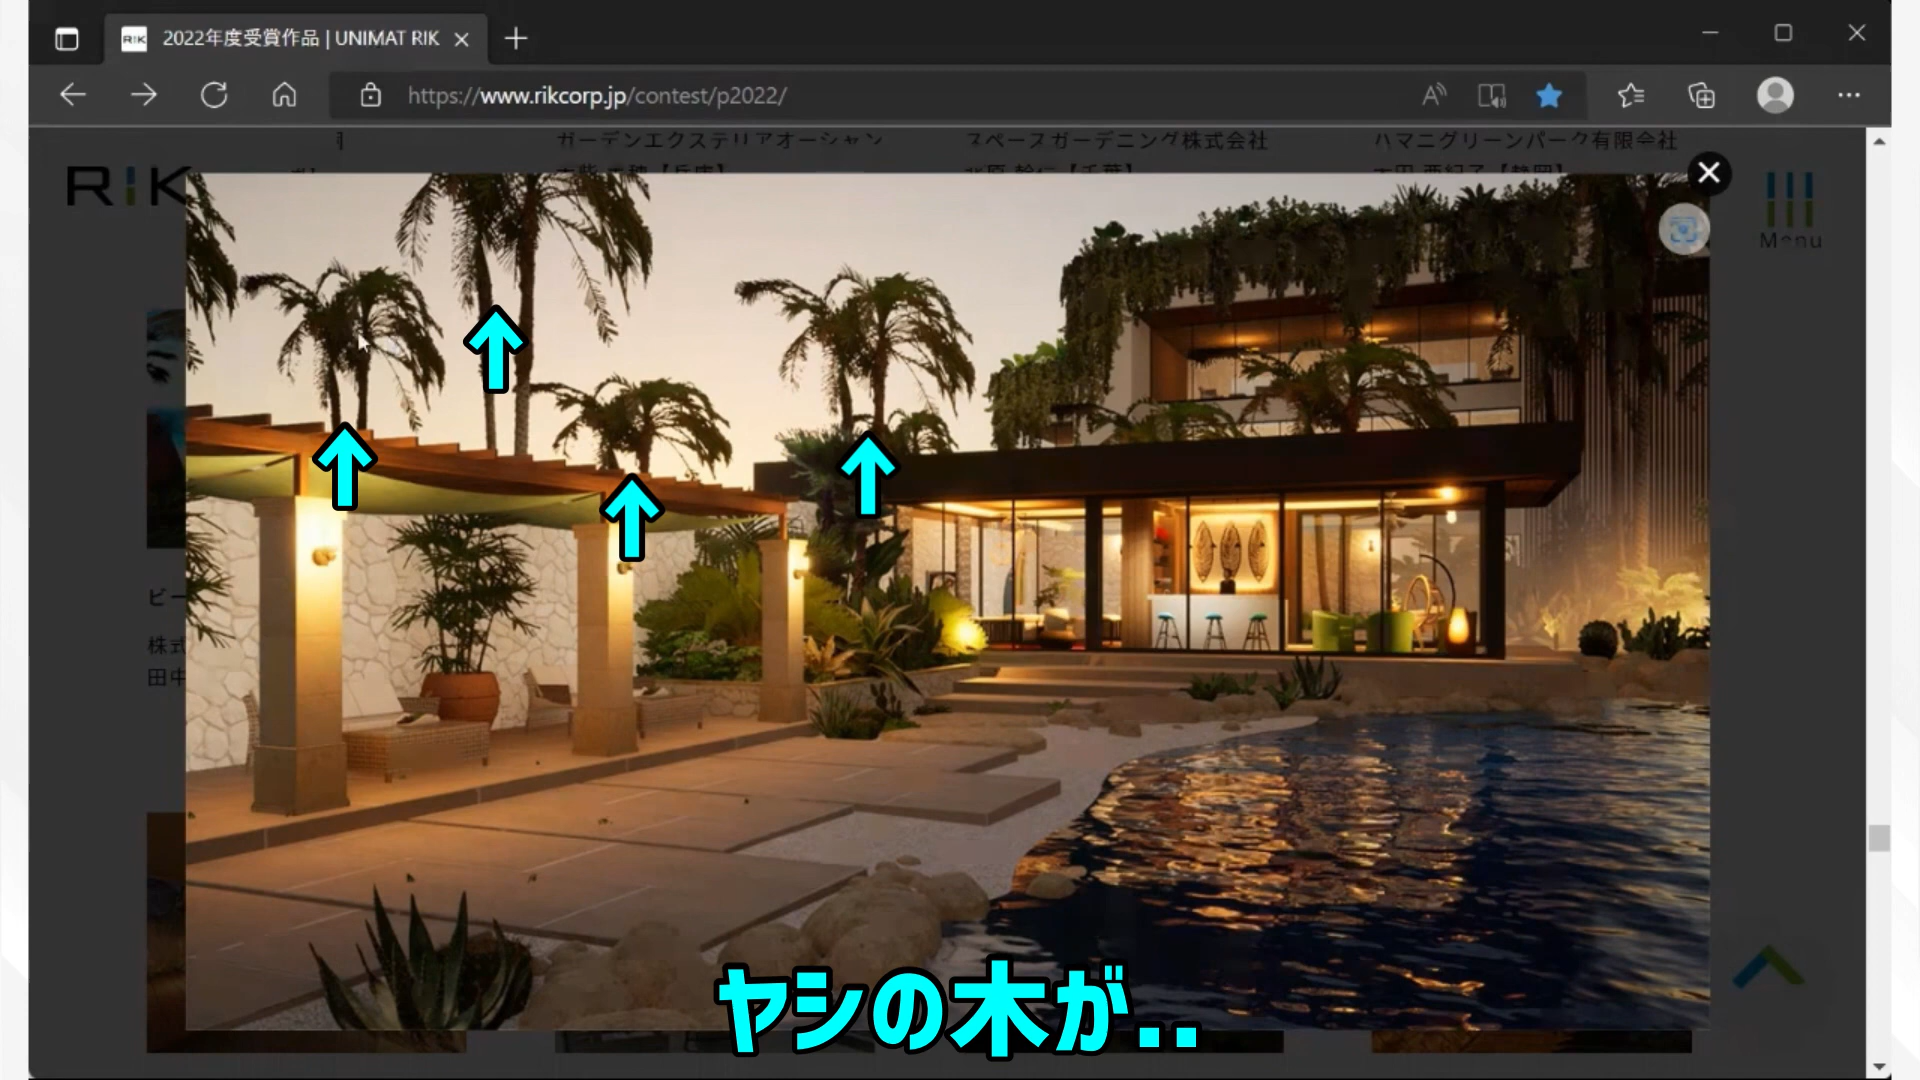 2022年度受賞作品 | UNIMAT RIK
https://www.rikcorp.jp/contest/p2022/
ガーデンエクステリアオーシャン
スペースガーデニング株式会社
ハマニグリーンパーク有限会社
RIK
Menu
ビー
株式
田中
ヤシの木が..